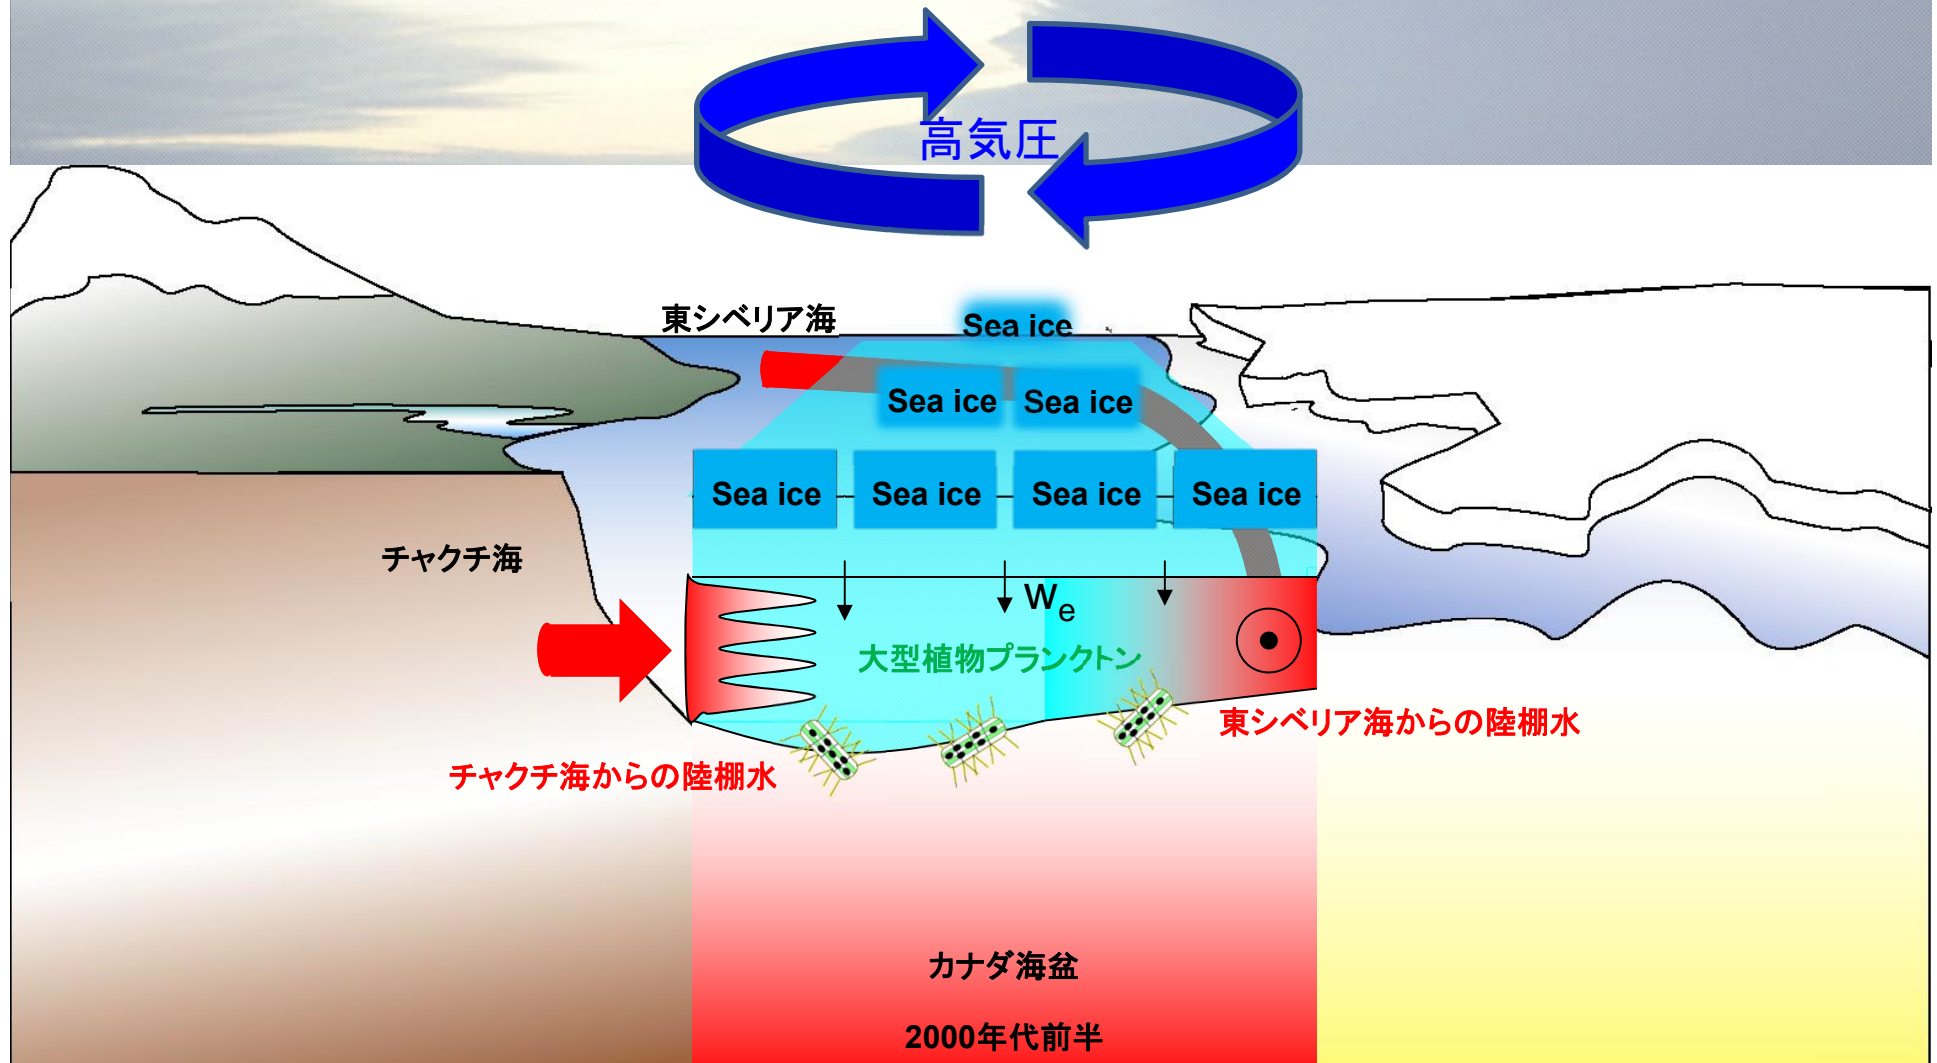 高気圧
東シベリア海
Sea ice
Sea ice Sea ice
Sea ice Sea ice Sea ice Sea ice
チャクチ海
We
大型植物プランクトン
東シベリア海からの陸棚水
チャクチ海からの陸棚水
カナダ海盆
2000年代前半